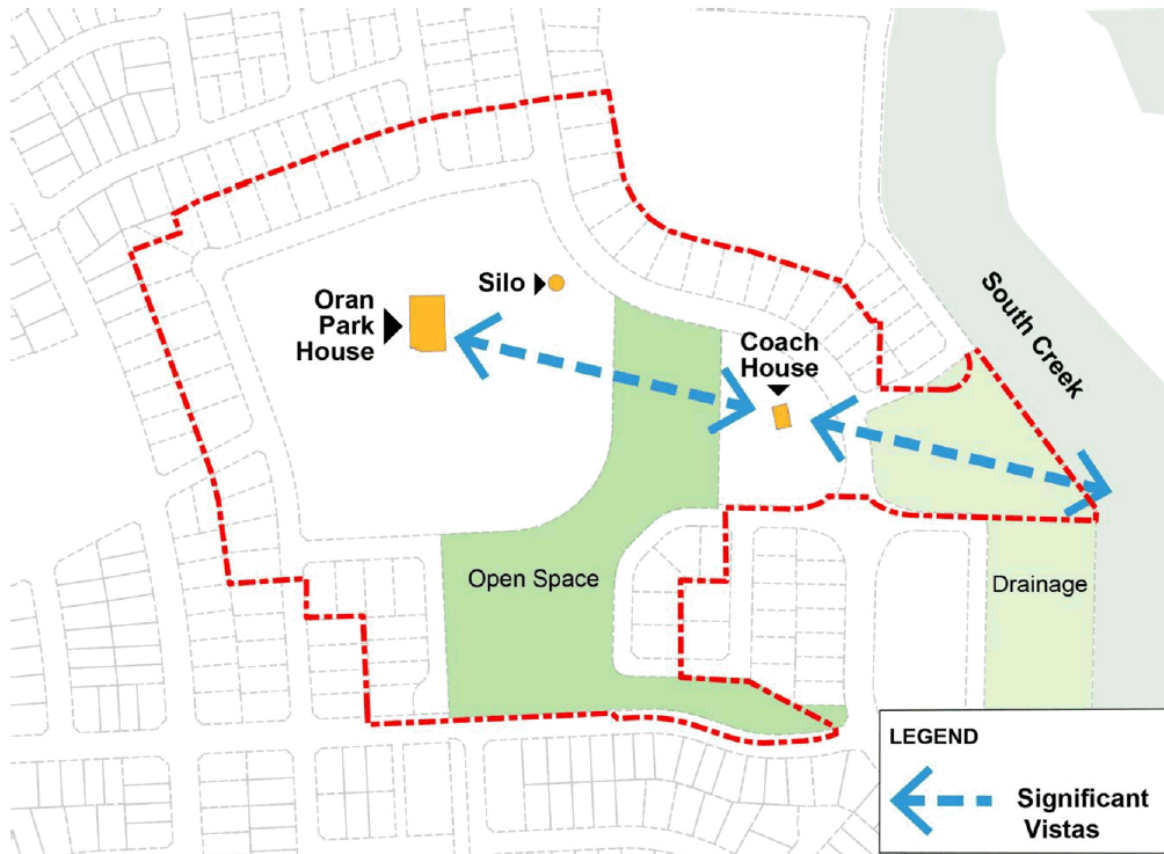 Oran
Park
House
Silo
Coach
House
South Creek
Open Space
Drainage
LEGEND
Significant
Vistas